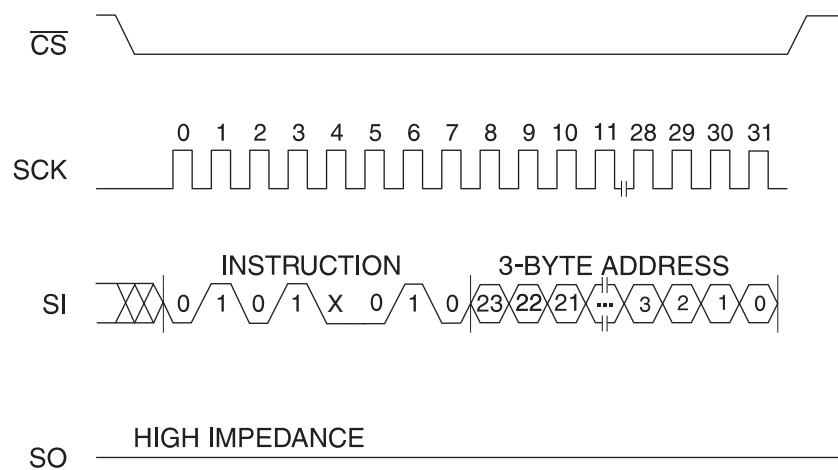 CS
0 1 2 3 4 5 6 7 8 9 10 11 28 29 30 31
SCK
INSTRUCTION 3-BYTE ADDRESS
SI 0 1 0 1 X 0 1 0 23 22 21 ... 3 2 1 0
HIGH IMPEDANCE
SO